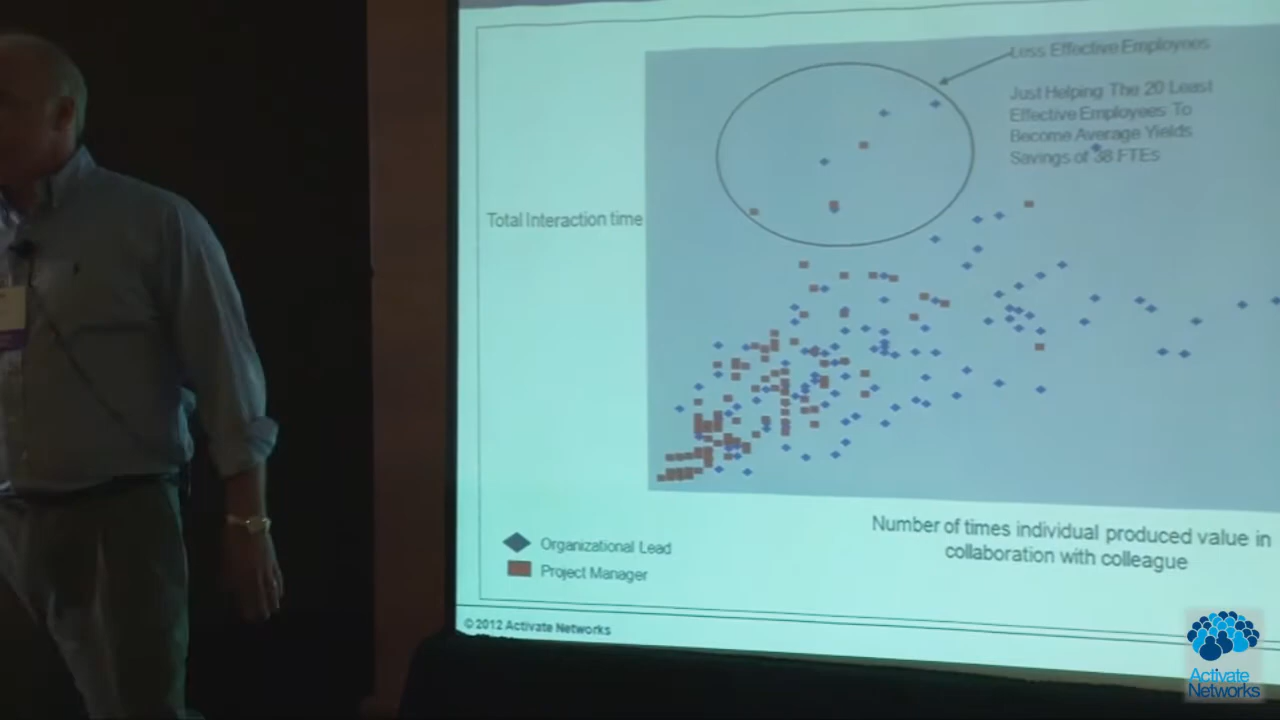 Less Effective Employees
Just Helping The 20 Least
Effective Employees To
Become Average Yields
Savings of 38 FTEs
Total Interaction time
Number of times individual produced value in
collaboration with colleague
Organizational Lead
Project Manager
© 2012 Activate Networks
Activate
Networks